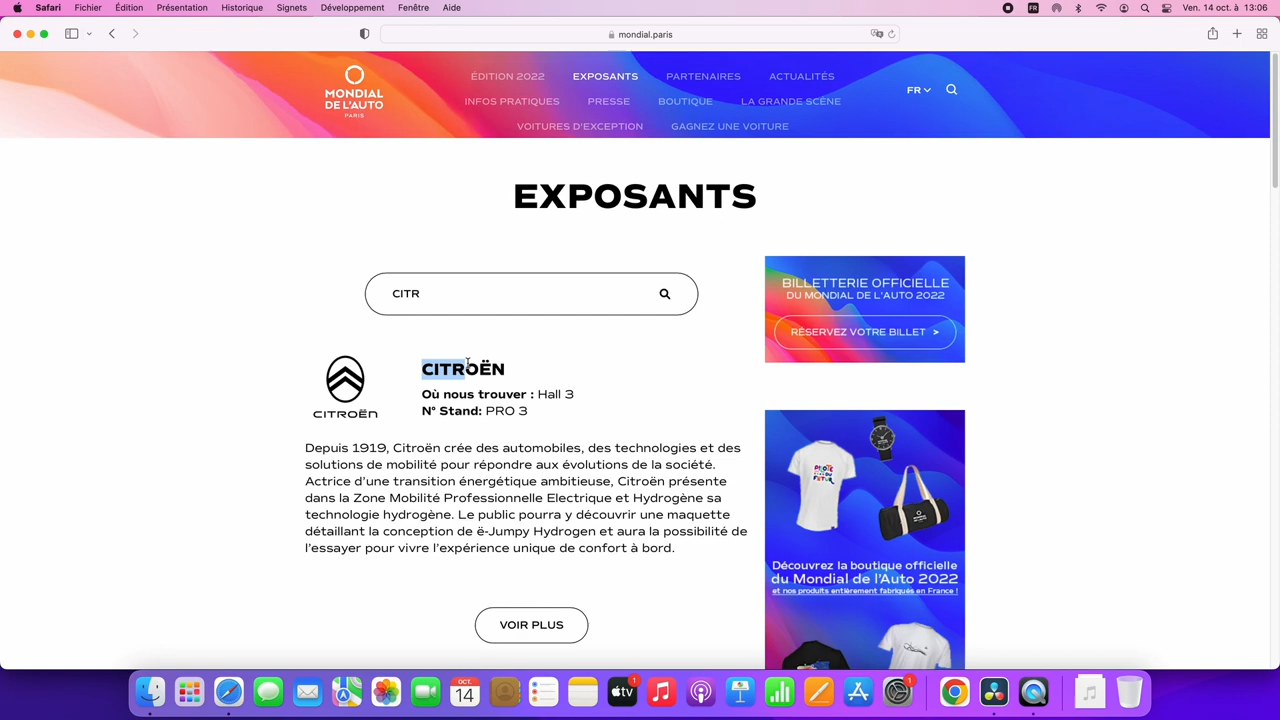 Safari Fichier Édition Présentation Historique Signets Développement Fenêtre Aide
FR
Ven. 14 oct. à 13:06
mondial.paris
MONDIAL
DE L'AUTO
PARIS
ÉDITION 2022 EXPOSANTS PARTENAIRES ACTUALITÉS
INFOS PRATIQUES PRESSE BOUTIQUE LA GRANDE SCÈNE
VOITURES D'EXCEPTION GAGNEZ UNE VOITURE
FR
EXPOSANTS
CITR
CITROËN
CITROËN
Où nous trouver : Hall 3
N° Stand: PRO 3
Depuis 1919, Citroën crée des automobiles, des technologies et des
solutions de mobilité pour répondre aux évolutions de la société.
Actrice d'une transition énergétique ambitieuse, Citroën présente
dans la Zone Mobilité Professionnelle Electrique et Hydrogène sa
technologie hydrogène. Le public pourra y découvrir une maquette
détaillant la conception de ë-Jumpy Hydrogen et aura la possibilité de
l'essayer pour vivre l'expérience unique de confort à bord.
VOIR PLUS
BILLETTERIE OFFICIELLE
DU MONDIAL DE L'AUTO 2022
RÉSERVEZ VOTRE BILLET >
Découvrez la boutique officielle
du Mondial de l'Auto 2022
et nos produits entièrement fabriqués en France !
OCT.
14
tv
1
1